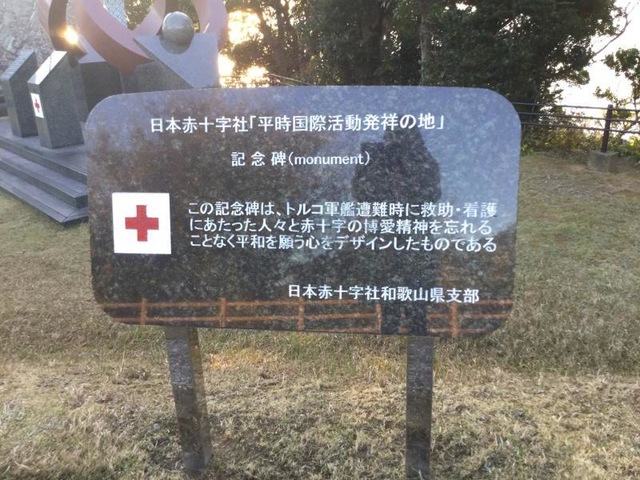 日本赤十字社「平時国際活動発祥の地」
記念碑(monument)
この記念碑は、トルコ軍艦遭難時に救助・看護
にあたった人々と赤十字の博愛精神を忘れる
ことなく平和を願う心をデザインしたものである
日本赤十字社和歌山県支部